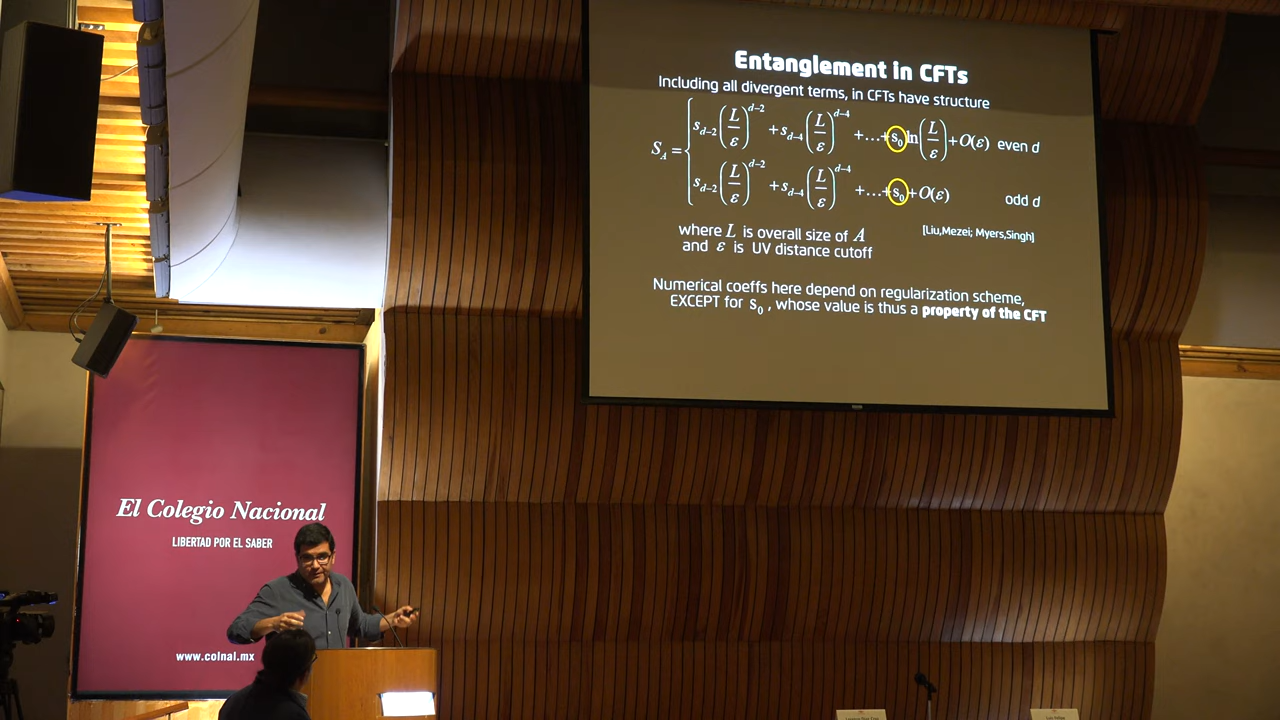 Entanglement in CFTs
Including all divergent terms, in CFTs have structure
S_A = { s_{d-2} (L/ε)^{d-2} + s_{d-4} (L/ε)^{d-4} + ... + s_0 ln(L/ε) + O(ε) even d
s_{d-2} (L/ε)^{d-2} + s_{d-4} (L/ε)^{d-4} + ... + s_0 + O(ε) odd d
where L is overall size of A
and ε is UV distance cutoff
[Liu,Mezei; Myers,Singh]
Numerical coeffs here depend on regularization scheme,
EXCEPT for s_0 , whose value is thus a property of the CFT
El Colegio Nacional
LIBERTAD POR EL SABER
www.colnal.mx